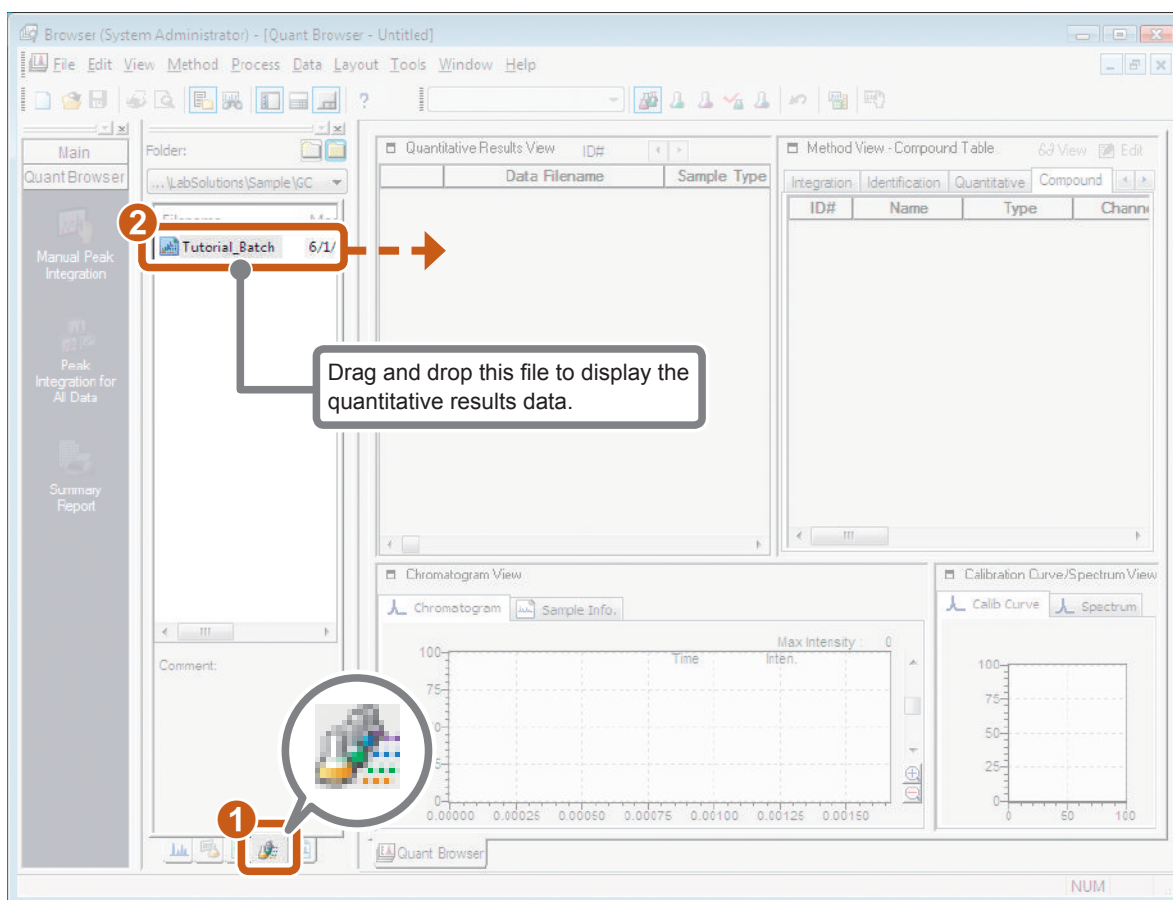 Browser (System Administrator) - [Quant Browser - Untitled]
File Edit View Method Process Data Layout Tools Window Help
?
Main
Quant Browser
Manual Peak
Integration
Peak
Integration for
All Data
Summary
Report
Folder:
...\LabSolutions\Sample\GC
Filename
2
Tutorial_Batch 6/1/
Drag and drop this file to display the
quantitative results data.
Comment:
1
Quantitative Results View ID#
Data Filename Sample Type
Method View - Compound Table View Edit
Integration Identification Quantitative Compound
ID# Name Type Chann
Chromatogram View
Chromatogram Sample Info.
Max Intensity : 0
Time Inten.
100
75
0
5
0
0.00000 0.00025 0.00050 0.00075 0.00100 0.00125 0.00150
Calibration Curve/Spectrum View
Calib Curve Spectrum
100
75
50
25
0
0 50 100
Quant Browser
NUM